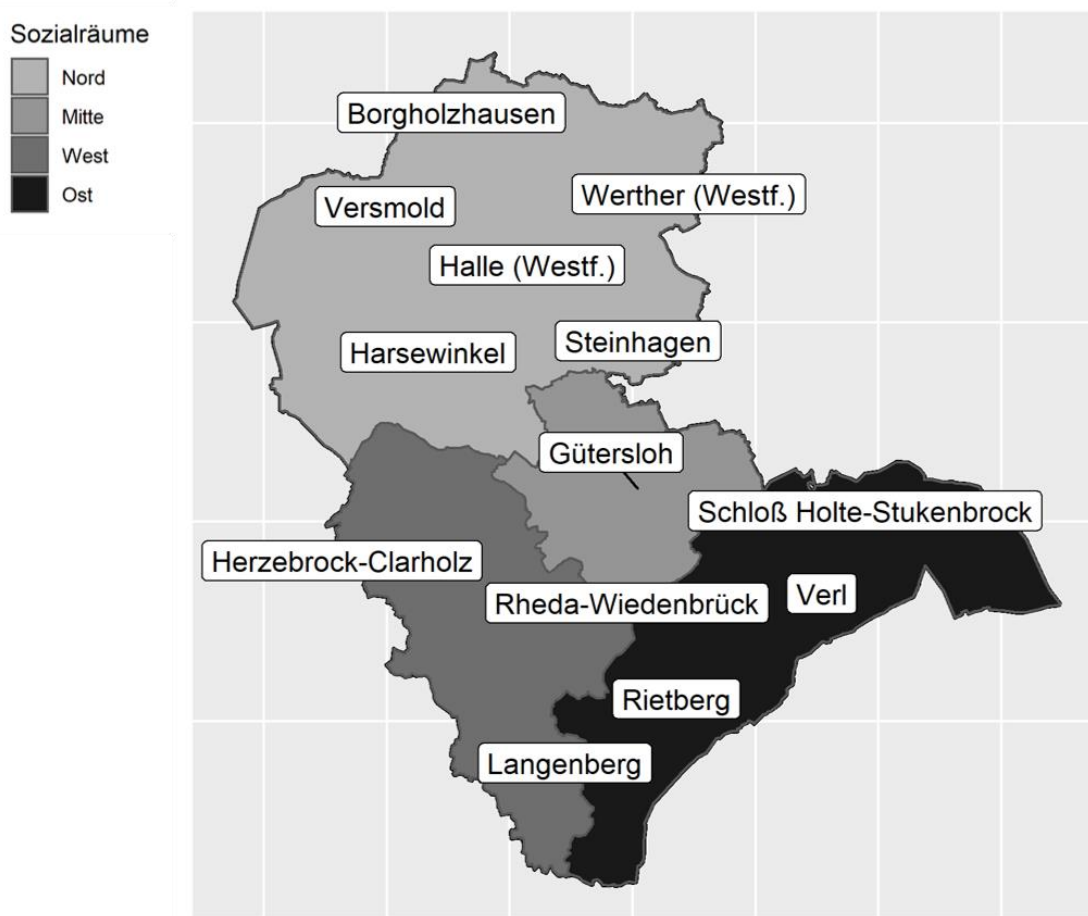 Sozialräume
Nord
Mitte
West
Ost
Borgholzhausen
Werther (Westf.)
Versmold
Halle (Westf.)
Steinhagen
Harsewinkel
Gütersloh
Schloß Holte-Stukenbrock
Herzebrock-Clarholz
Verl
Rheda-Wiedenbrück
Rietberg
Langenberg